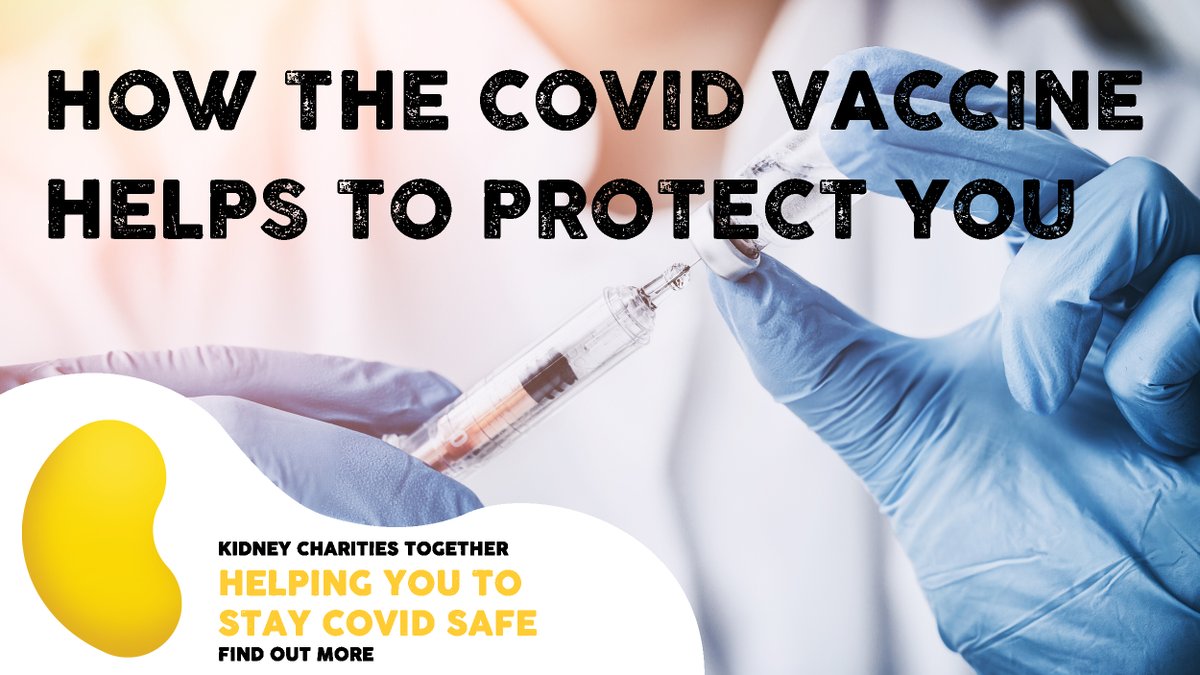 HOW THE COVID VACCINE
HELPS TO PROTECT YOU
KIDNEY CHARITIES TOGETHER
HELPING YOU TO
STAY COVID SAFE
FIND OUT MORE